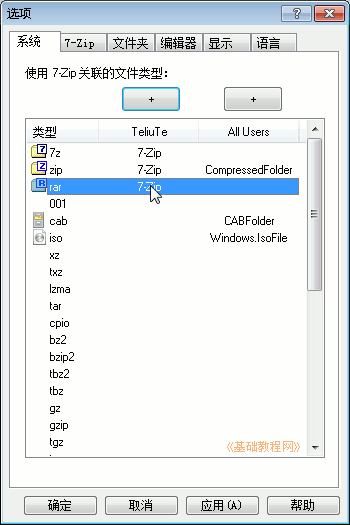 选项
系统 7-Zip 文件夹 编辑器 显示 语言
使用 7-Zip 关联的文件类型:
+ +
类型 TeliuTe All Users
7z 7-Zip
zip 7-Zip CompressedFolder
rar 7-Zip
001
cab CABFolder
iso Windows.IsoFile
xz
txz
lzma
tar
cpio
bz2
bzip2
tbz2
tbz
gz
gzip
tgz
《基础教程网》
确定 取消 应用(A) 帮助